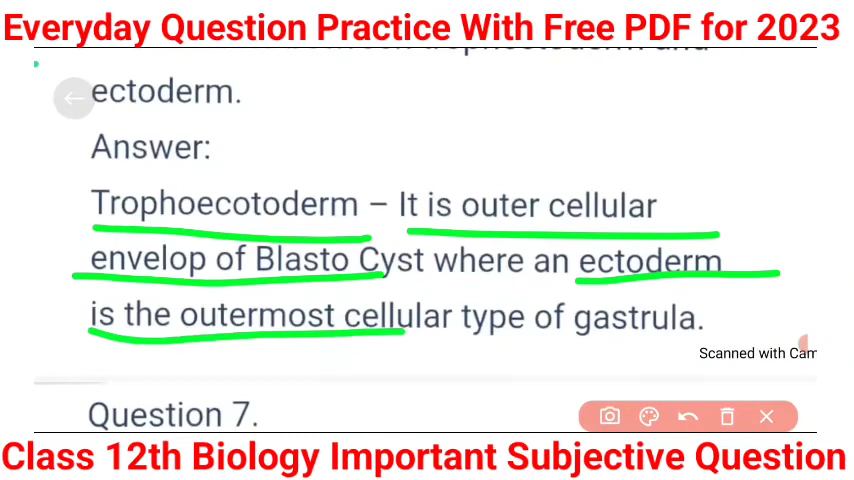 Everyday Question Practice With Free PDF for 2023
ectoderm.
Answer:
Trophoecotoderm – It is outer cellular
envelop of Blasto Cyst where an ectoderm
is the outermost cellular type of gastrula.
Scanned with Cam
Question 7.
Class 12th Biology Important Subjective Question